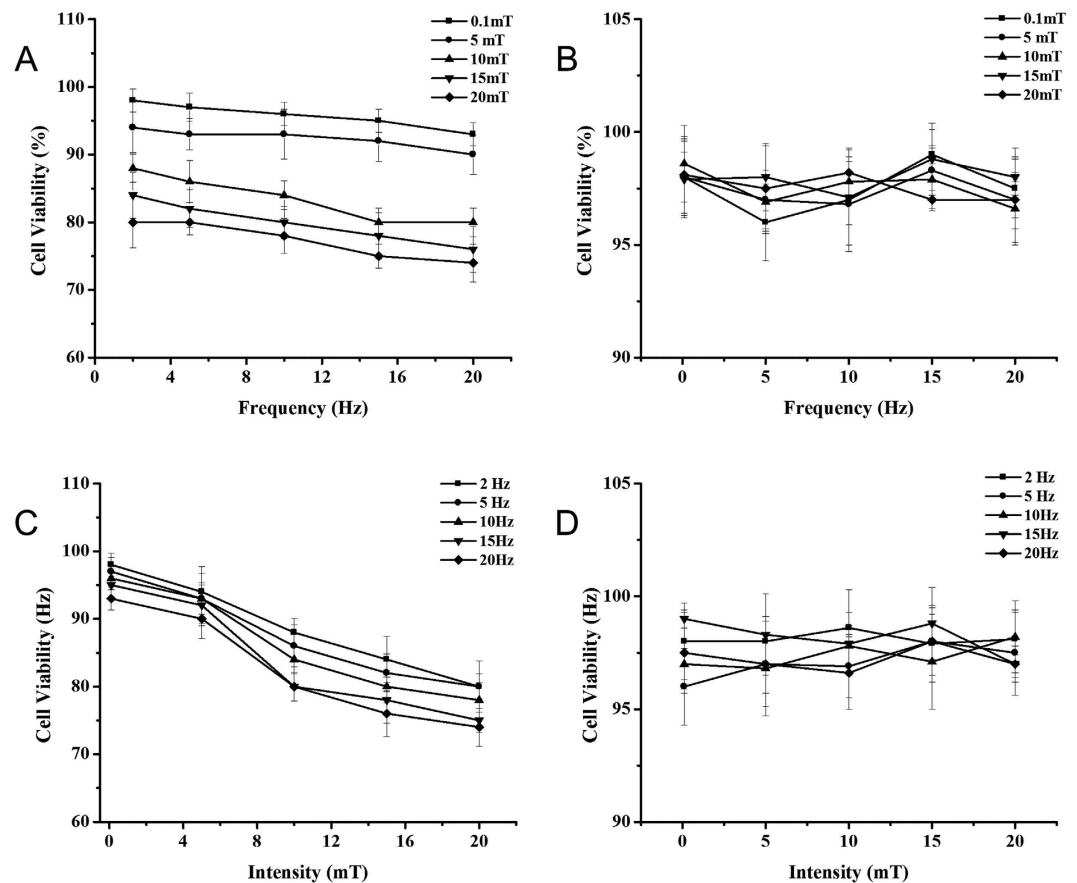 A
110
100
90
80
70
60
Cell Viability (%)
0 4 8 12 16 20
Frequency (Hz)
0.1mT
5 mT
10mT
15mT
20mT
B
105
100
95
90
Cell Viability (%)
0 5 10 15 20
Frequency (Hz)
0.1mT
5 mT
10mT
15mT
20mT
C
110
100
90
80
70
60
Cell Viability (Hz)
0 4 8 12 16 20
Intensity (mT)
2 Hz
5 Hz
10Hz
15Hz
20Hz
D
105
100
95
90
Cell Viability (Hz)
0 5 10 15 20
Intensity (mT)
2 Hz
5 Hz
10Hz
15Hz
20Hz